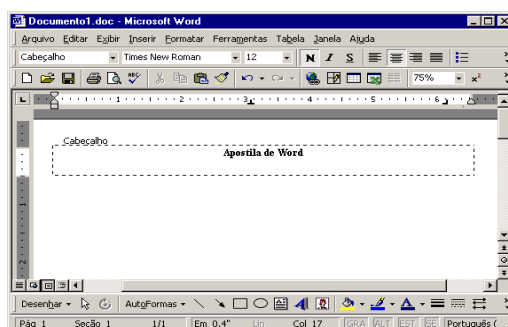 Documento1.doc - Microsoft Word
Arquivo Editar Exibir Inserir Formatar Ferramentas Tabela Janela Ajuda
Cabeçalho Times New Roman 12 N I S
75% x²
1 2 3 4 5 6
Cabeçalho
Apostila de Word
Desenhar AutoFormas
Pág 1 Seção 1 1/1 Em 0.4" Lin Col 17 GRA ALT EST SE Português (